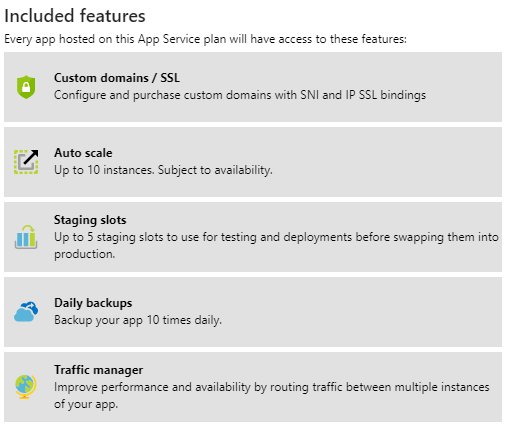 Included features
Every app hosted on this App Service plan will have access to these features:
Custom domains / SSL
Configure and purchase custom domains with SNI and IP SSL bindings
Auto scale
Up to 10 instances. Subject to availability.
Staging slots
Up to 5 staging slots to use for testing and deployments before swapping them into
production.
Daily backups
Backup your app 10 times daily.
Traffic manager
Improve performance and availability by routing traffic between multiple instances
of your app.